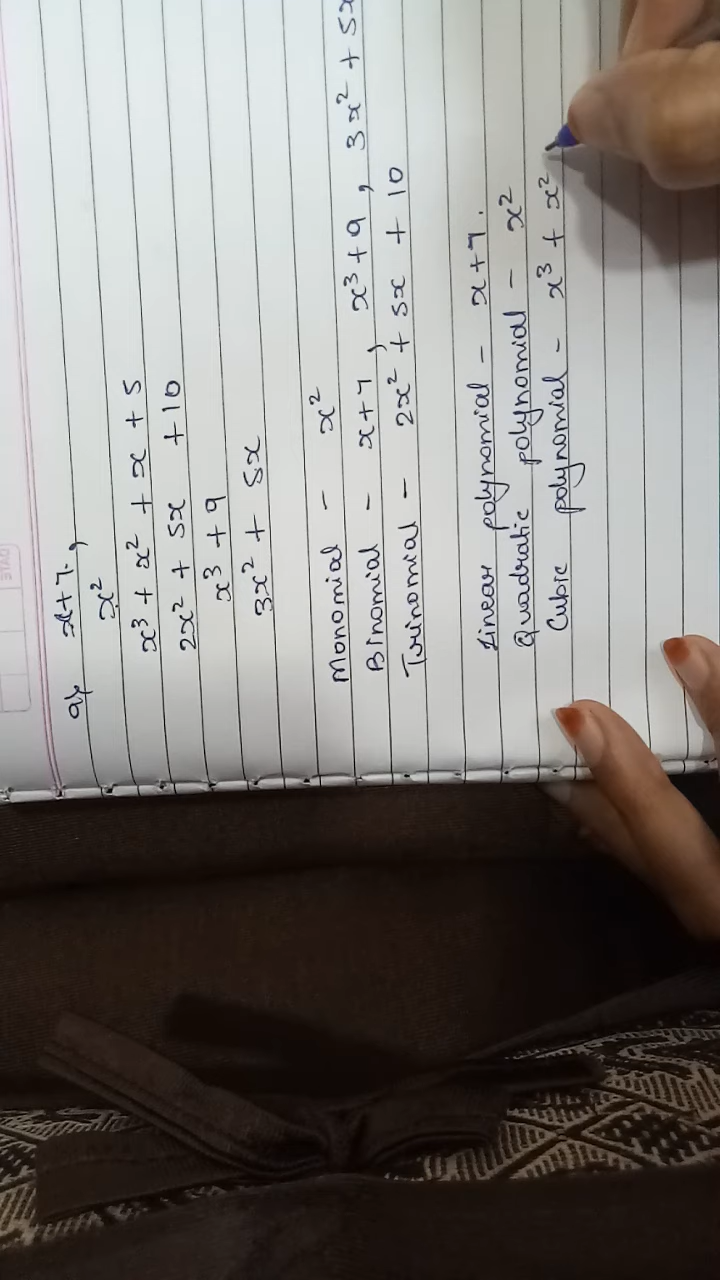 Q x+7,
x²
x³ + x² + x + 5
2x² + 5x + 10
x³ + 9
3x² + 5x
Monomial - x²
Binomial - x+7, x³+9, 3x² + 5x
Trinomial - 2x² + 5x + 10
Linear polynomial - x+7.
Quadratic polynomial - x²
Cubic polynomial - x³ + x²
DATE